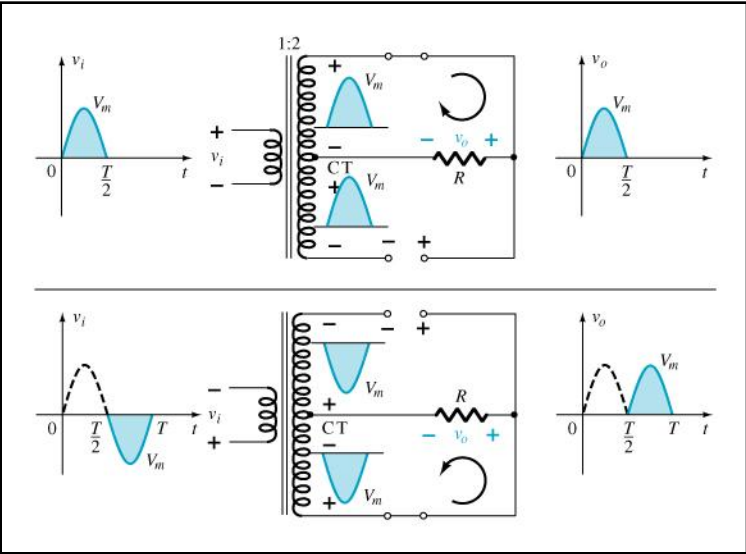 1:2
v_i
V_m
0
T/2
t
+
v_i
−
+
V_m
−
CT
+
V_m
−
− +
− v_o +
R
v_o
V_m
0
T/2
t
v_i
0
T/2
T
t
V_m
−
v_i
+
−
− +
V_m
+
CT
−
V_m
+
R
− v_o +
v_o
V_m
0
T/2
T
t